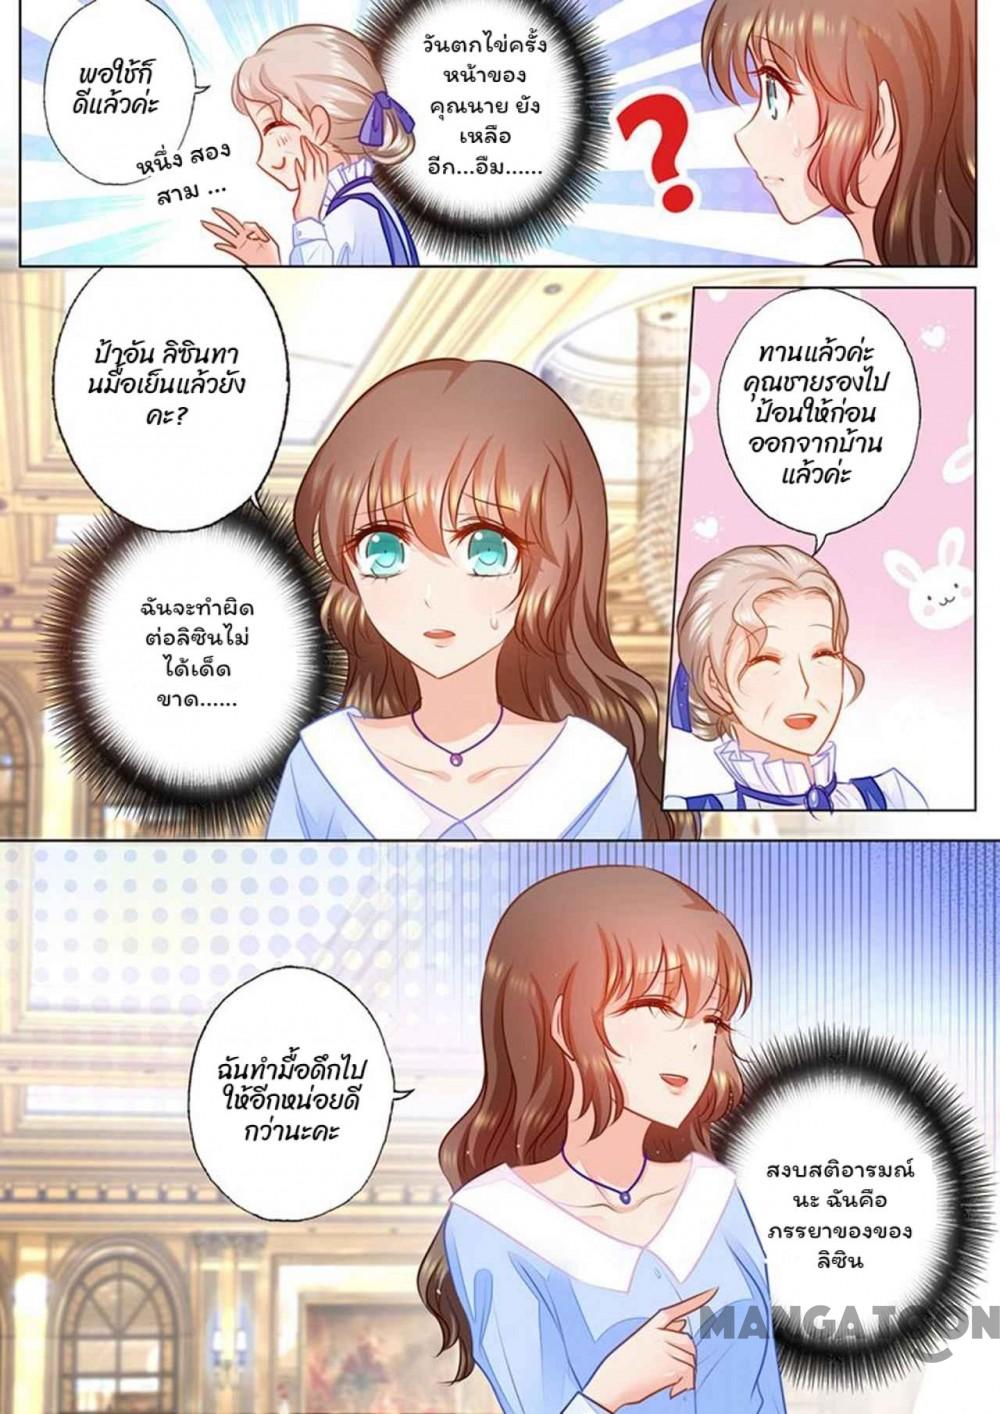 พอใช้ก็
ดีแล้วค่ะ
หนึ่ง สอง
สาม ...
วันตกไข่ครั้ง
หน้าของ
คุณนาย ยัง
เหลือ
อีก...อืม......
?
ป้าอัน ลิซินทา
นมื้อเย็นแล้วยัง
คะ?
ทานแล้วค่ะ
คุณชายรองไป
ป้อนให้ก่อน
ออกจากบ้าน
แล้วค่ะ
ฉันจะทำผิด
ต่อลิซินไม่
ได้เด็ด
ขาด......
ฉันทำมื้อดึกไป
ให้อีกหน่อยดี
กว่านะคะ
สงบสติอารมณ์
นะ ฉันคือ
ภรรยาของของ
ลิซิน
MANGATOON